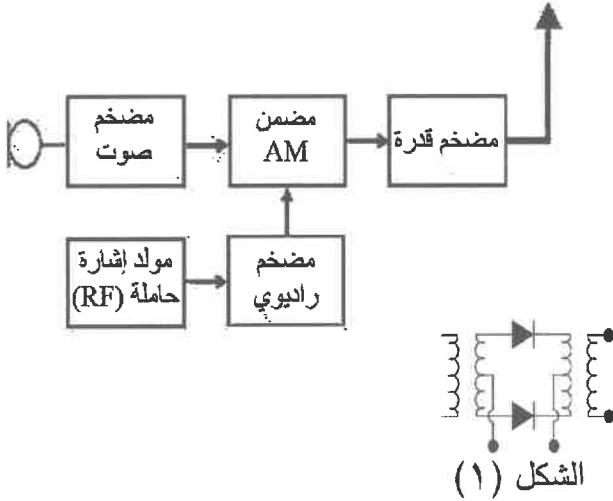 مضخم
صوت
مضمن
AM
مضخم قدرة
مولد إشارة
حاملة (RF)
مضخم
راديوي
الشكل (١)